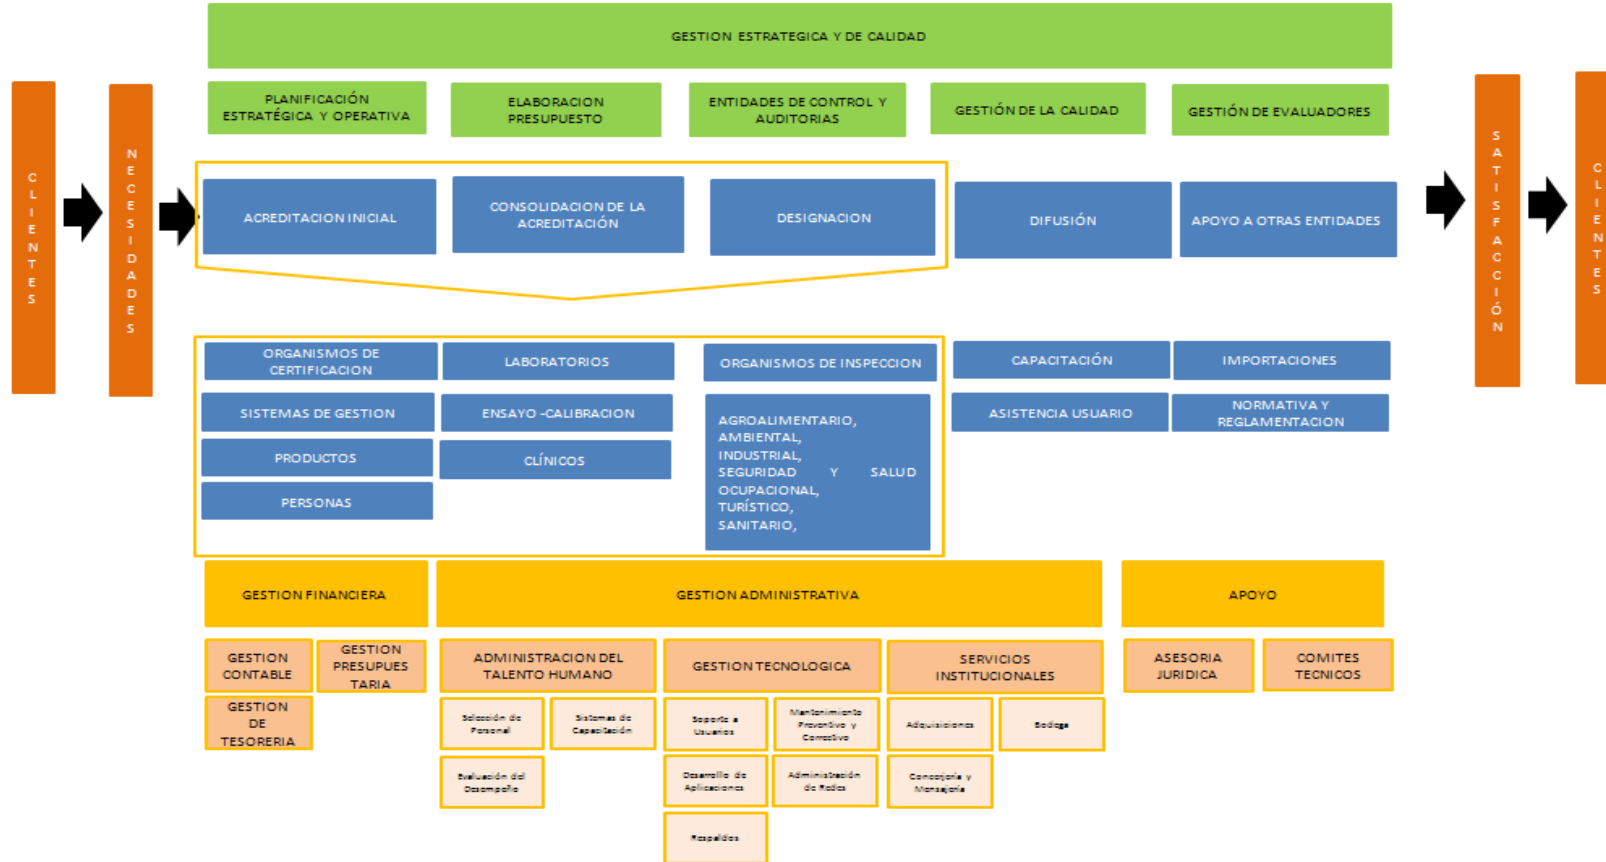 GESTION ESTRATEGICA Y DE CALIDAD
PLANIFICACIÓN
ESTRATÉGICA Y OPERATIVA
ELABORACION
PRESUPUESTO
ENTIDADES DE CONTROL Y
AUDITORIAS
GESTIÓN DE LA CALIDAD
GESTIÓN DE EVALUADORES
CLIENTES
NECESIDADES
ACREDITACION INICIAL
CONSOLIDACION DE LA
ACREDITACIÓN
DESIGNACION
DIFUSIÓN
APOYO A OTRAS ENTIDADES
SATISFACCIÓN
CLIENTES
ORGANISMOS DE
CERTIFICACION
LABORATORIOS
ORGANISMOS DE INSPECCION
CAPACITACIÓN
IMPORTACIONES
SISTEMAS DE GESTION
ENSAYO -CALIBRACION
AGROALIMENTARIO,
AMBIENTAL,
INDUSTRIAL,
SEGURIDAD Y SALUD
OCUPACIONAL,
TURÍSTICO,
SANITARIO,
ASISTENCIA USUARIO
NORMATIVA Y
REGLAMENTACION
PRODUCTOS
CLÍNICOS
PERSONAS
GESTION FINANCIERA
GESTION ADMINISTRATIVA
APOYO
GESTION
CONTABLE
GESTION
PRESUPUES
TARIA
ADMINISTRACION DEL
TALENTO HUMANO
GESTION TECNOLOGICA
SERVICIOS
INSTITUCIONALES
ASESORIA
JURIDICA
COMITES
TECNICOS
GESTION
DE
TESORERIA
Selección de
Personal
Sistemas de
Capacitación
Soporte a
Usuarios
Mantenimiento
Preventivo y
Correctivo
Adquisiciones
Bodega
Evaluación del
Desempeño
Desarrollo de
Aplicaciones
Administración
de Redes
Conserjería y
Mensajería
Respaldos